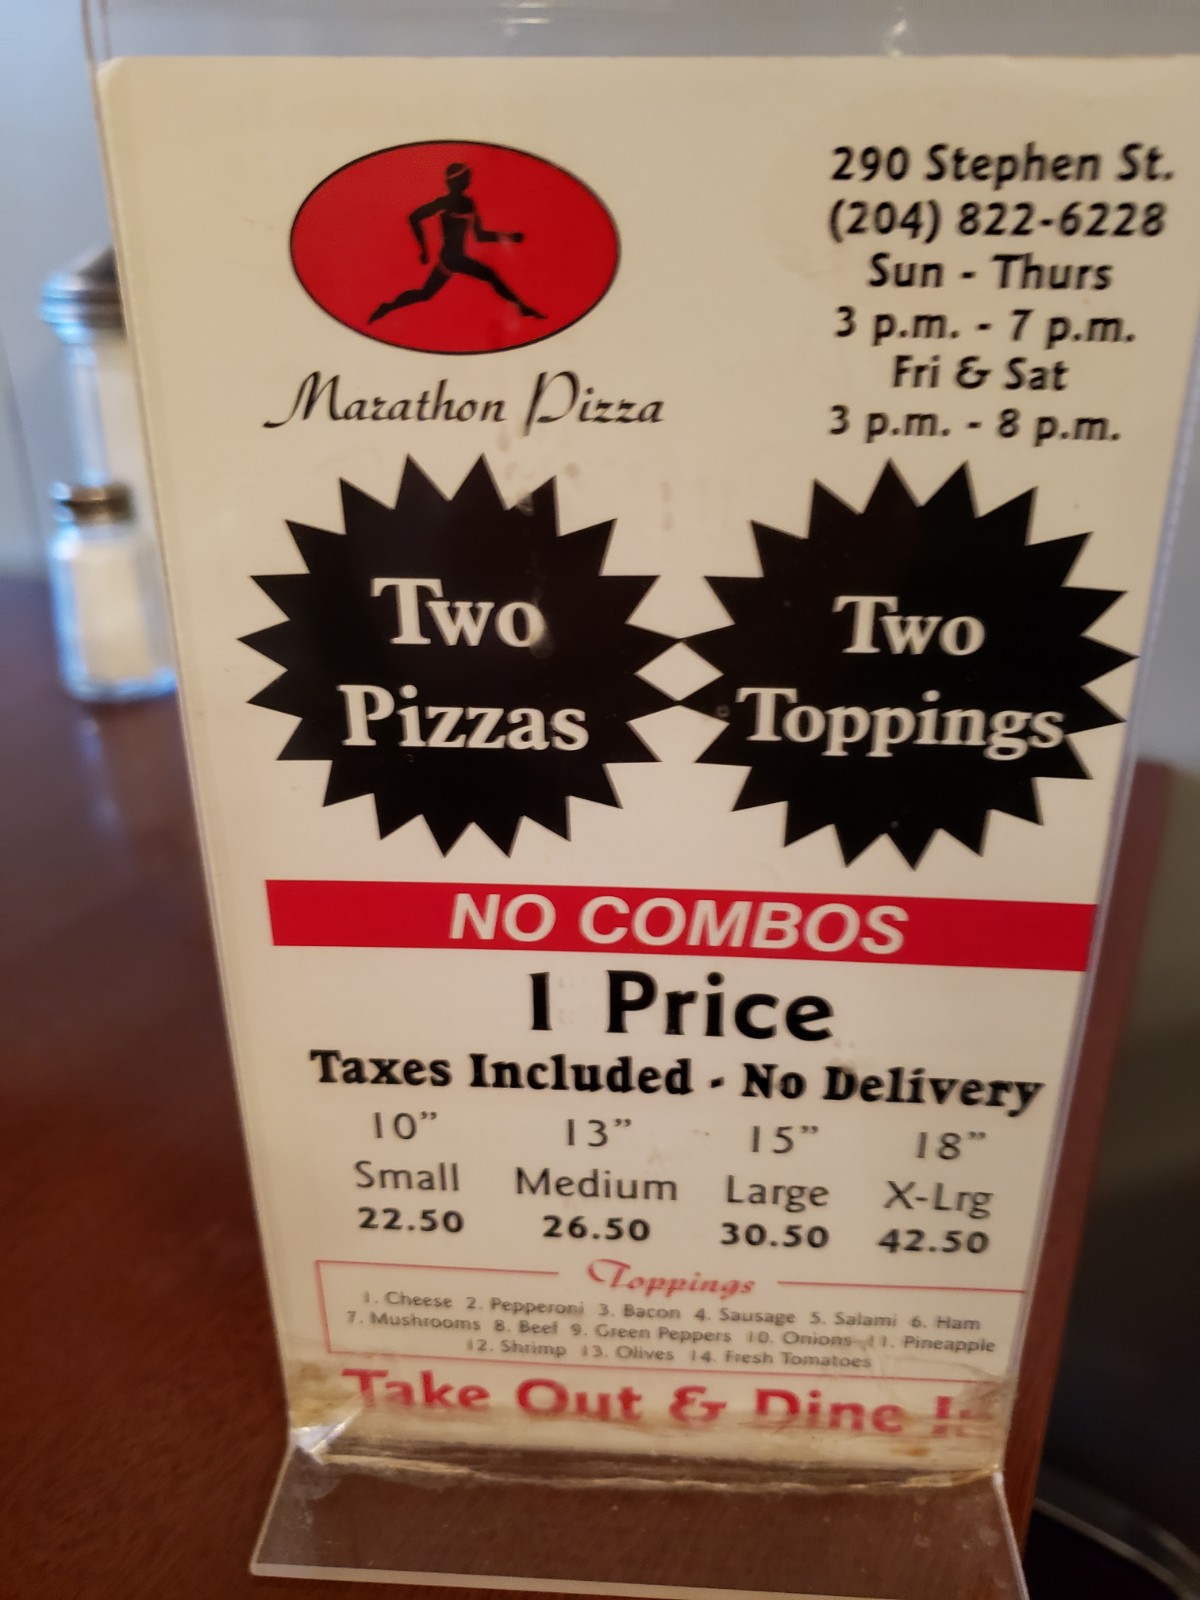 290 Stephen St.
(204) 822-6228
Sun - Thurs
3 p.m. - 7 p.m.
Fri & Sat
3 p.m. - 8 p.m.
Marathon Pizza
Two
Pizzas
Two
Toppings
NO COMBOS
1 Price
Taxes Included - No Delivery
10" 13" 15" 18"
Small Medium Large X-Lrg
22.50 26.50 30.50 42.50
Toppings
1. Cheese 2. Pepperoni 3. Bacon 4. Sausage 5. Salami 6. Ham
7. Mushrooms 8. Beef 9. Green Peppers 10. Onions 11. Pineapple
12. Shrimp 13. Olives 14. Fresh Tomatoes
Take Out & Dine In